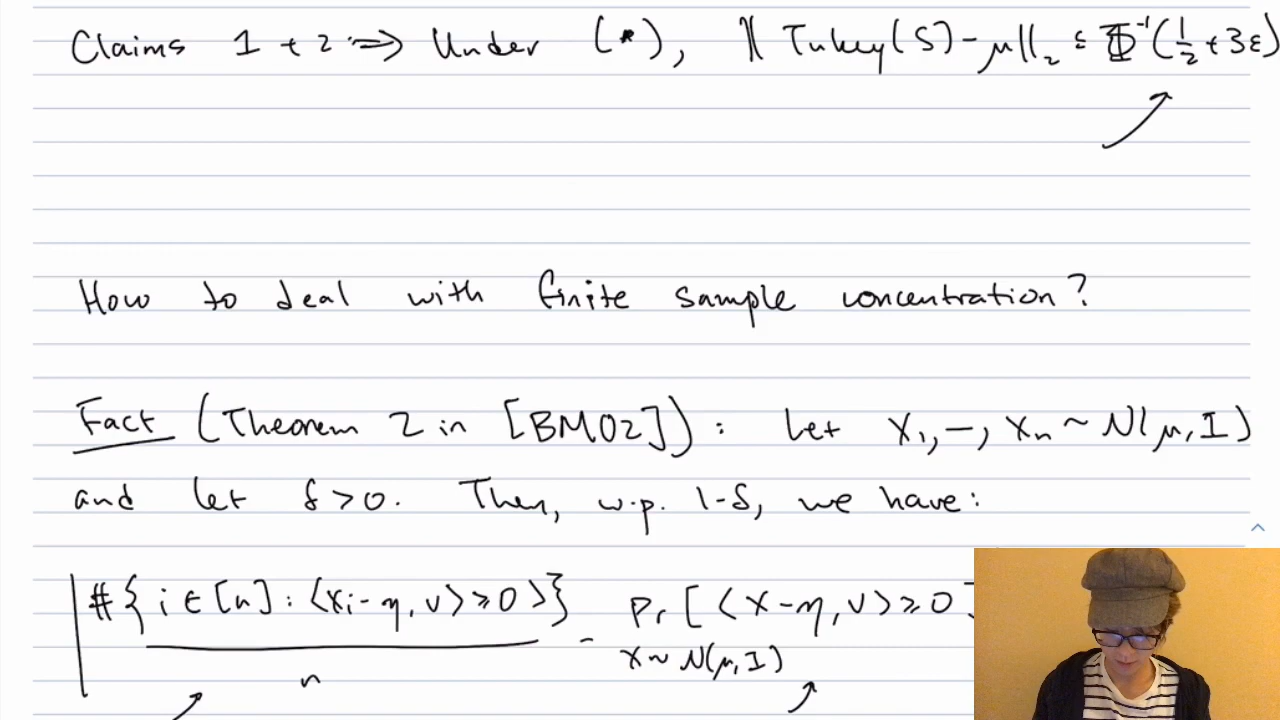 Claims 1 + 2 ⇒ Under (*), || Tukey(S) - μ||₂ ≤ Φ⁻¹(1/2 + 3ε)
How to deal with finite sample concentration?
Fact (Theorem 2 in [BM02]): Let X₁, –, Xₙ ~ N(μ, I)
and let δ > 0. Then, w.p. 1-δ, we have:
| #{ i ∈ [n] : ⟨Xᵢ - η, v⟩ ≥ 0 }} / n - Pr [ ⟨X - η, v⟩ ≥ 0
X ~ N(μ, I)